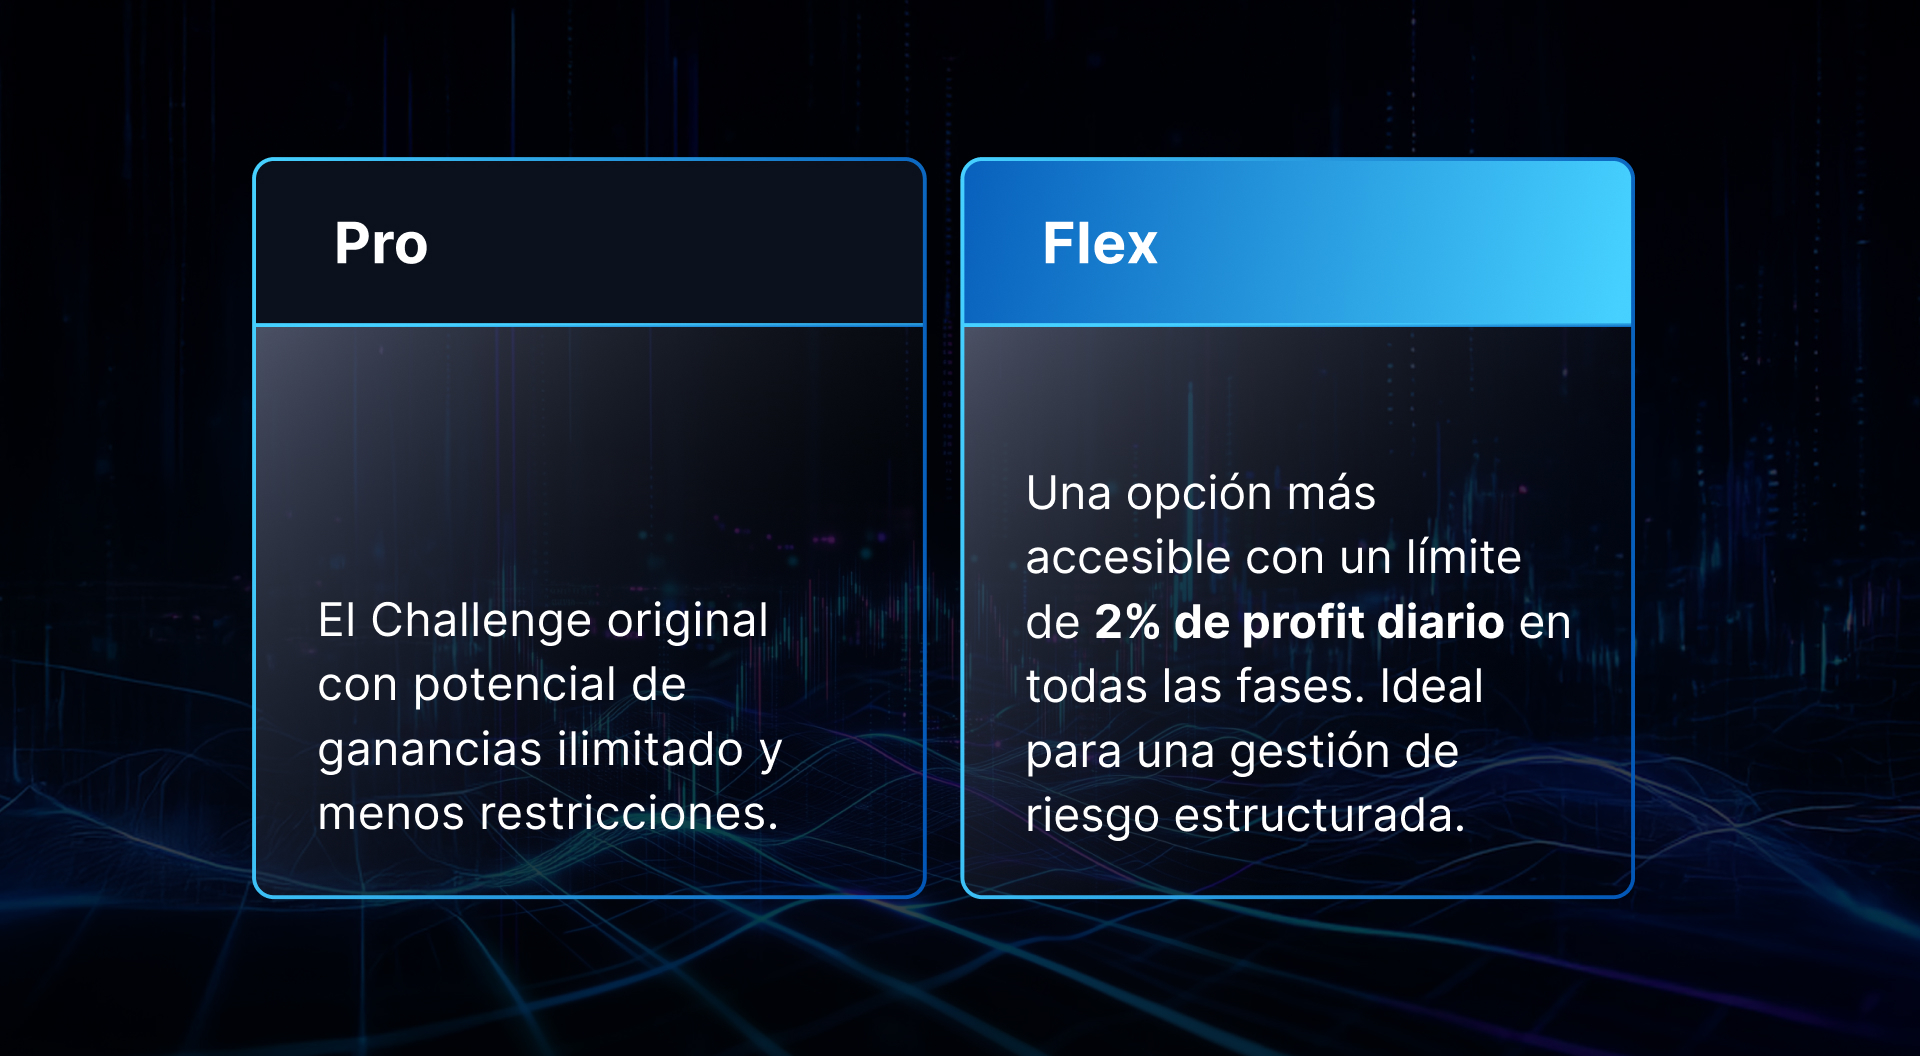 Pro
El Challenge original
con potencial de
ganancias ilimitado y
menos restricciones.
Flex
Una opción más
accesible con un límite
de 2% de profit diario en
todas las fases. Ideal
para una gestión de
riesgo estructurada.